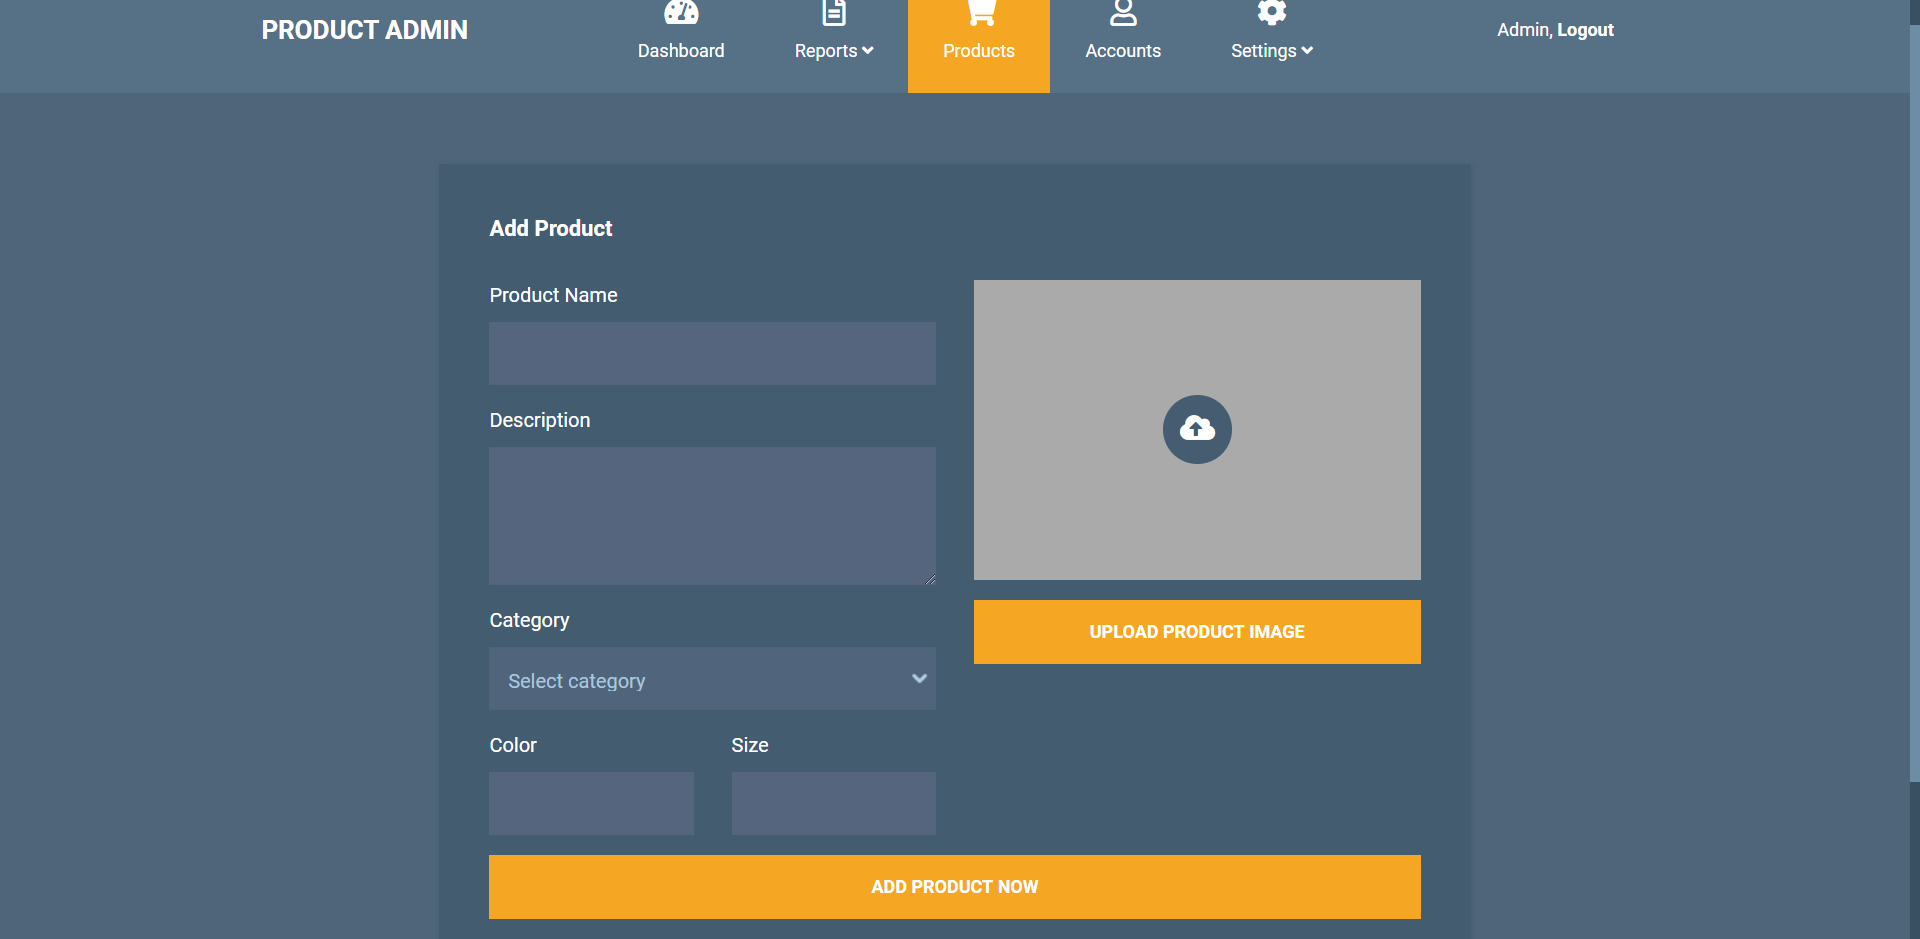 PRODUCT ADMIN
Dashboard
Reports
Products
Accounts
Settings
Admin, Logout
Add Product
Product Name
Description
Category
Select category
Color
Size
UPLOAD PRODUCT IMAGE
ADD PRODUCT NOW